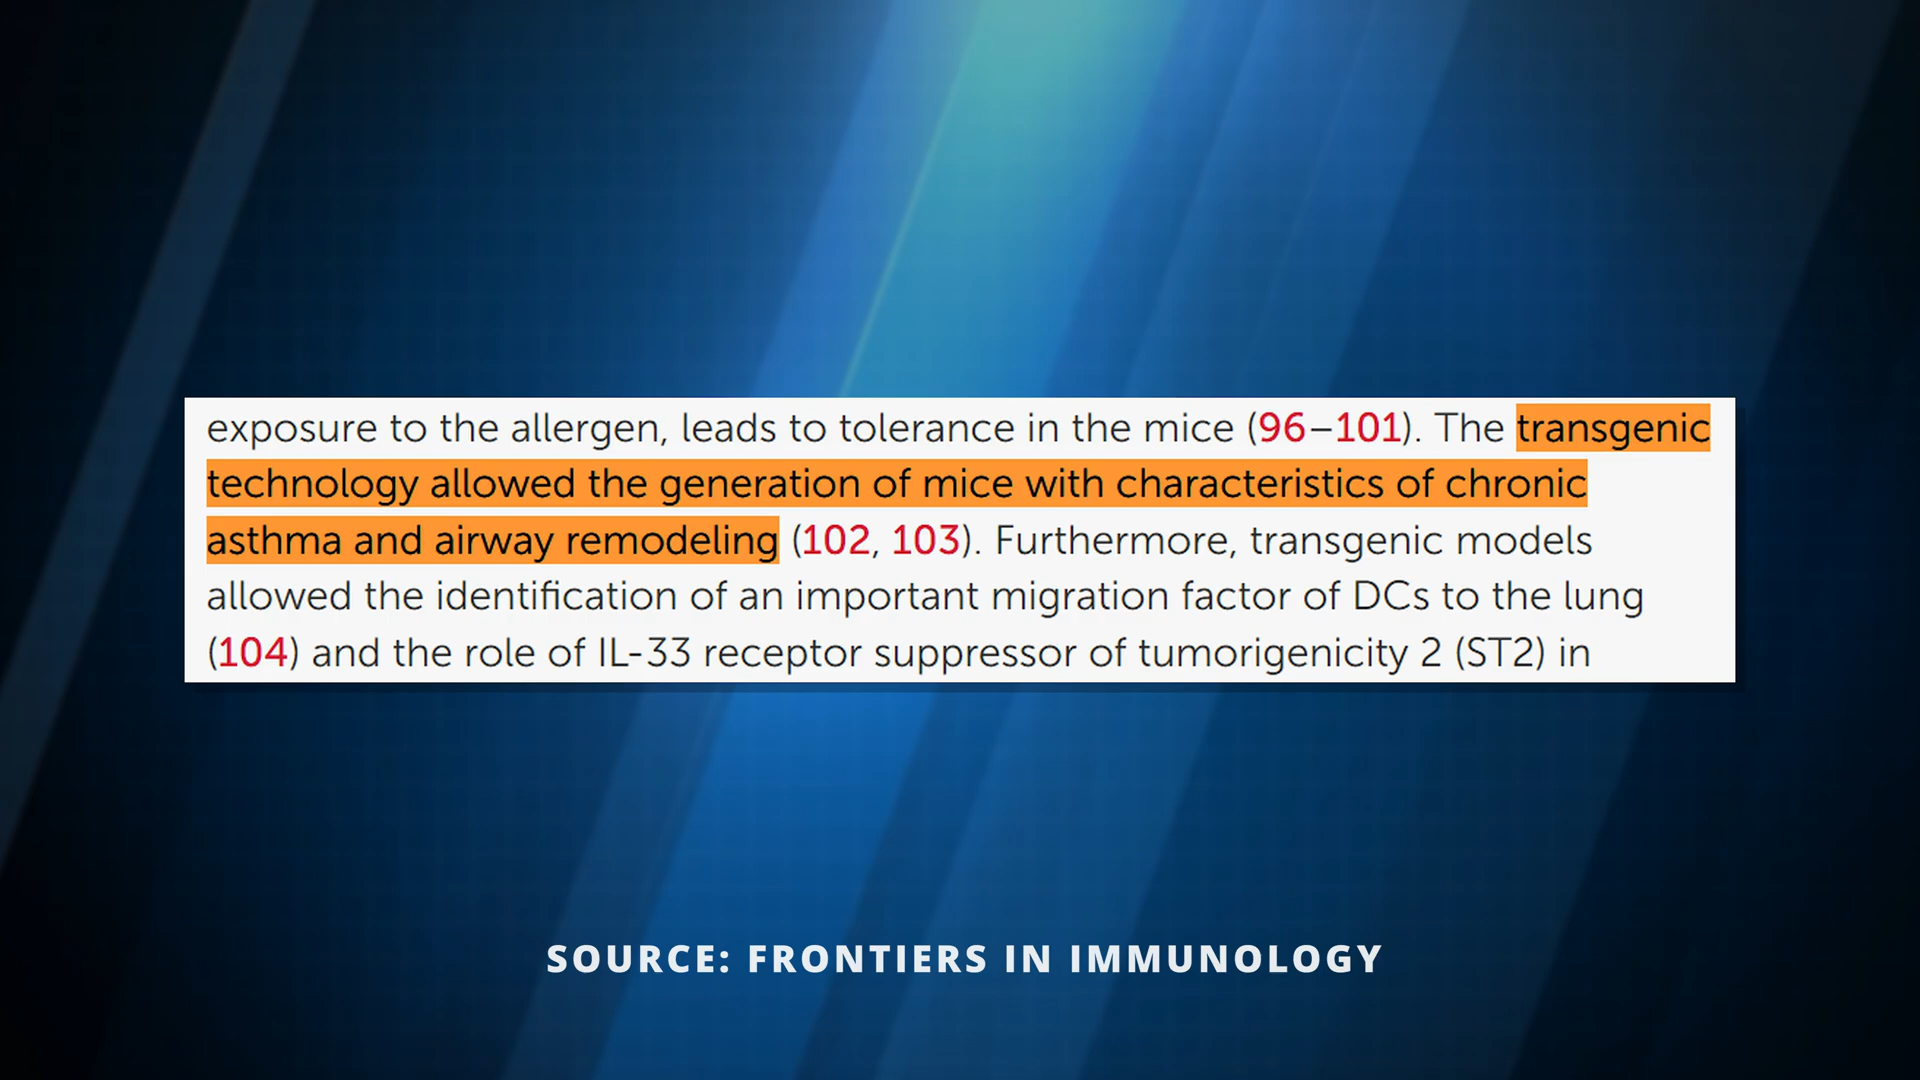 exposure to the allergen, leads to tolerance in the mice (96–101). The transgenic
technology allowed the generation of mice with characteristics of chronic
asthma and airway remodeling (102, 103). Furthermore, transgenic models
allowed the identification of an important migration factor of DCs to the lung
(104) and the role of IL-33 receptor suppressor of tumorigenicity 2 (ST2) in
SOURCE: FRONTIERS IN IMMUNOLOGY